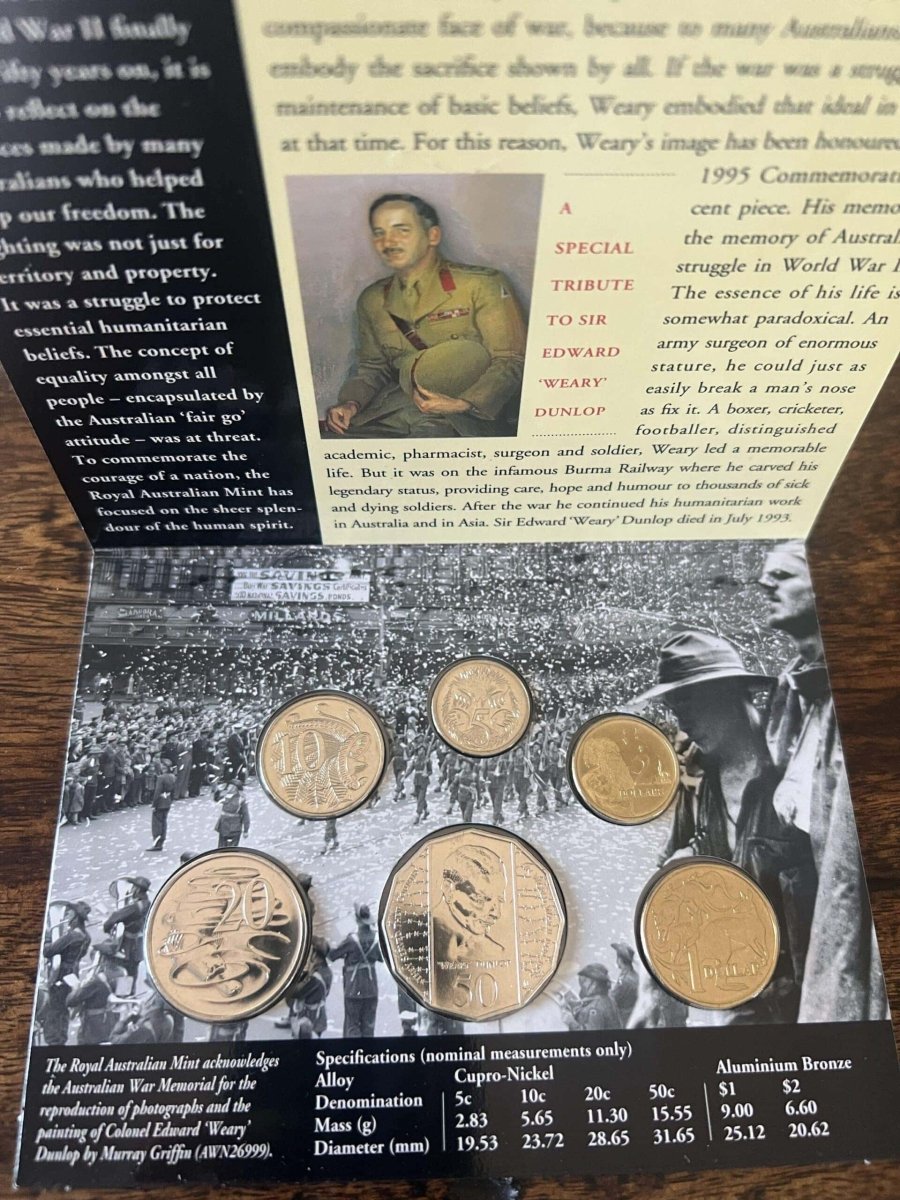 d War II finally
fifty years on, it is
reflect on the
ces made by many
ralians who helped
p our freedom. The
ghting was not just for
erritory and property.
It was a struggle to protect
essential humanitarian
beliefs. The concept of
equality amongst all
people – encapsulated by
the Australian ‘fair go’
attitude – was at threat.
To commemorate the
courage of a nation, the
Royal Australian Mint has
focused on the sheer splen-
dour of the human spirit.
compassionate face of war, because to many Australians
embody the sacrifice shown by all. If the war was a strug
maintenance of basic beliefs, Weary embodied that ideal in
at that time. For this reason, Weary's image has been honoured
1995 Commemorati
cent piece. His memo
the memory of Austral
struggle in World War I
The essence of his life is
somewhat paradoxical. An
army surgeon of enormous
stature, he could just as
easily break a man's nose
as fix it. A boxer, cricketer,
footballer, distinguished
academic, pharmacist, surgeon and soldier, Weary led a memorable
life. But it was on the infamous Burma Railway where he carved his
legendary status, providing care, hope and humour to thousands of sick
and dying soldiers. After the war he continued his humanitarian work
in Australia and in Asia. Sir Edward ‘Weary’ Dunlop died in July 1993.
A
SPECIAL
TRIBUTE
TO SIR
EDWARD
‘WEARY’
DUNLOP
SAVINGS
SAVINGS Certificates
SAVINGS BONDS.
MILLARDS
10
5
2
DOLLARS
20
"WEARY" DUNLOP
50
1
DOLLAR
The Royal Australian Mint acknowledges
the Australian War Memorial for the
reproduction of photographs and the
painting of Colonel Edward ‘Weary’
Dunlop by Murray Griffin (AWN26999).
Specifications (nominal measurements only)
Alloy Cupro-Nickel Aluminium Bronze
Denomination 5c 10c 20c 50c $1 $2
Mass (g) 2.83 5.65 11.30 15.55 9.00 6.60
Diameter (mm) 19.53 23.72 28.65 31.65 25.12 20.62